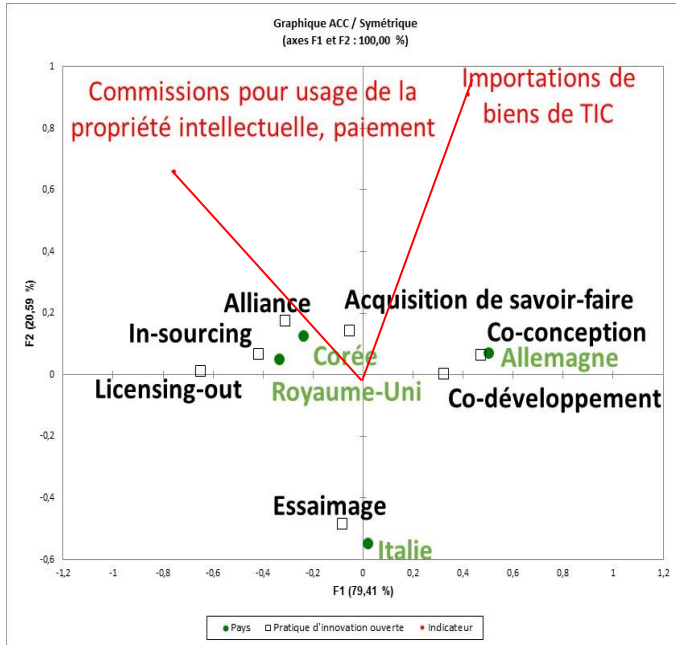 Graphique ACC / Symétrique
(axes F1 et F2 : 100,00 %)
Commissions pour usage de la
propriété intellectuelle, paiement
Importations de
biens de TIC
1
0,8
0,6
0,4
0,2
0
-0,2
-0,4
-0,6
F2 (20,59 %)
Alliance
Acquisition de savoir-faire
In-sourcing
Co-conception
Corée
Allemagne
Licensing-out
Royaume-Uni
Co-développement
Essaimage
Italie
-1,2 -1 -0,8 -0,6 -0,4 -0,2 0 0,2 0,4 0,6 0,8 1 1,2
F1 (79,41 %)
Pays Pratique d'innovation ouverte Indicateur